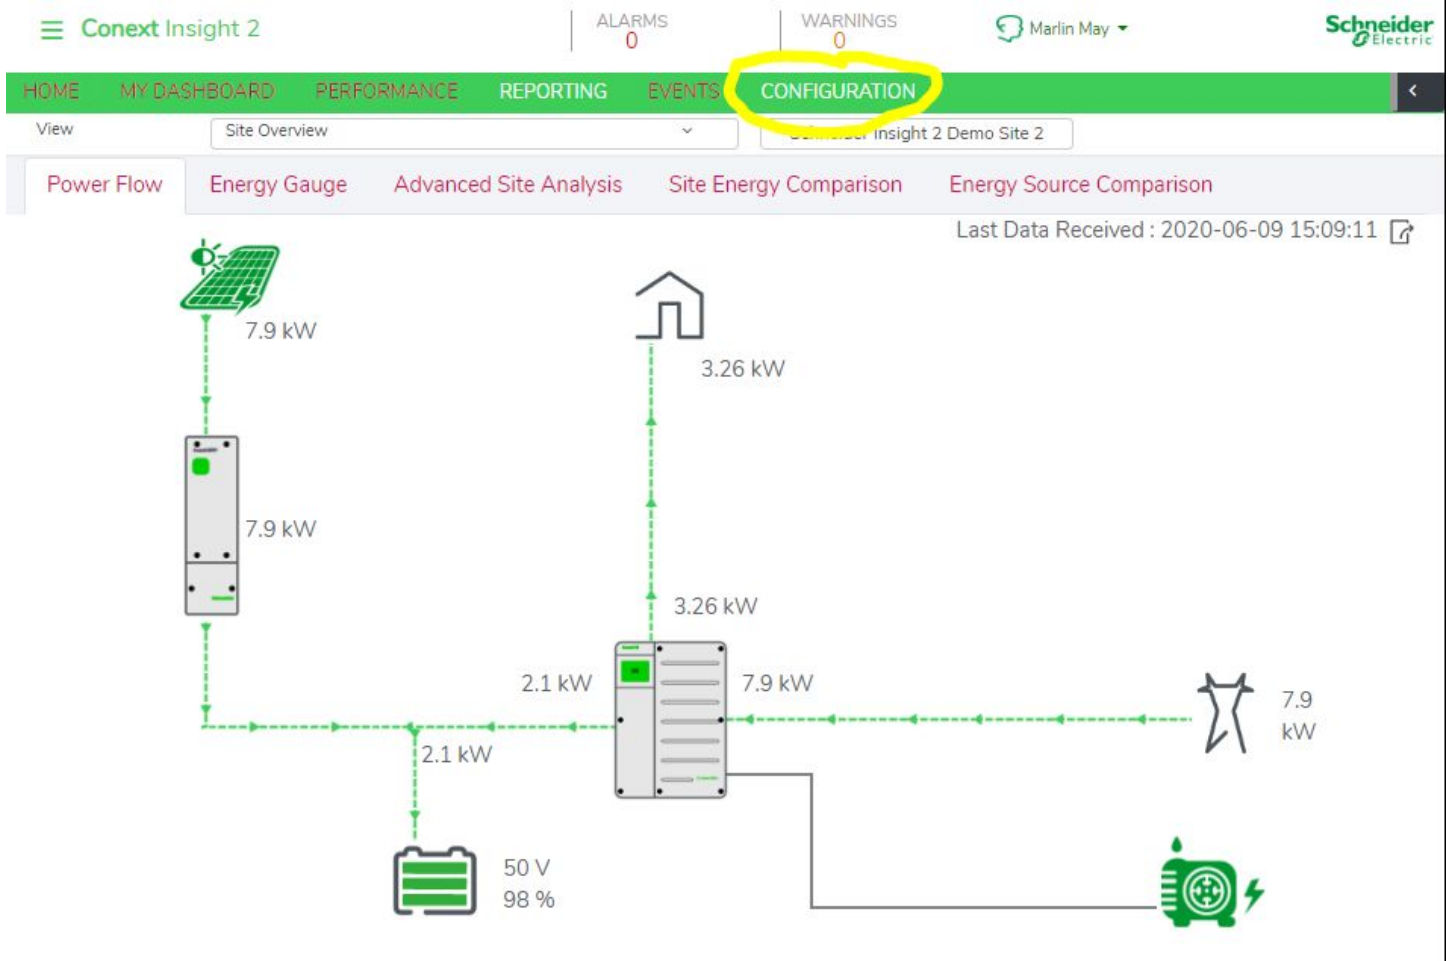 Conext Insight 2
ALARMS
0
WARNINGS
0
Marlin May
Schneider
Electric
HOME MY DASHBOARD PERFORMANCE REPORTING EVENTS CONFIGURATION
View
Site Overview
Insight 2 Demo Site 2
Power Flow Energy Gauge Advanced Site Analysis Site Energy Comparison Energy Source Comparison
Last Data Received : 2020-06-09 15:09:11
7.9 kW
3.26 kW
7.9 kW
3.26 kW
2.1 kW
7.9 kW
7.9
kW
2.1 kW
50 V
98 %